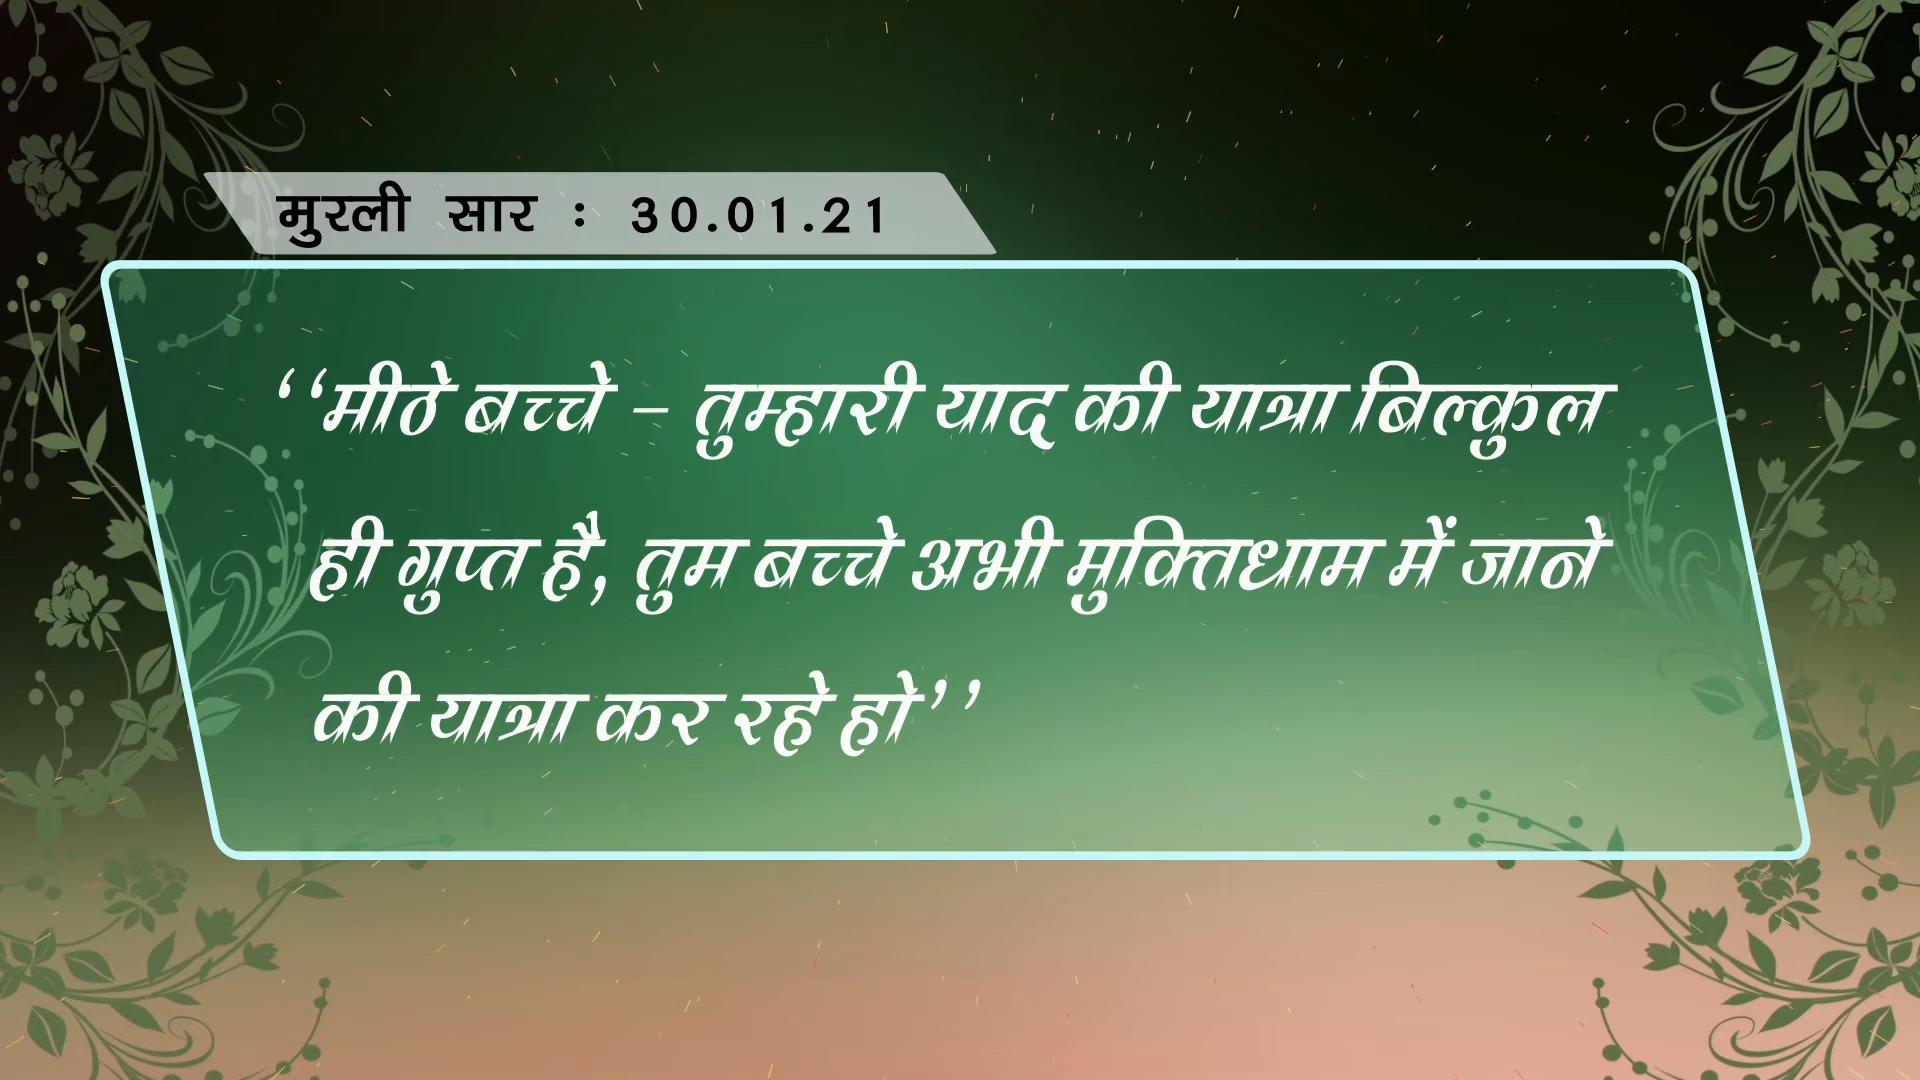 मुरली सार : 30.01.21
‘‘मीठे बच्चे – तुम्हारी याद की यात्रा बिल्कुल
ही गुप्त है, तुम बच्चे अभी मुक्तिधाम में जाने
की यात्रा कर रहे हो’’